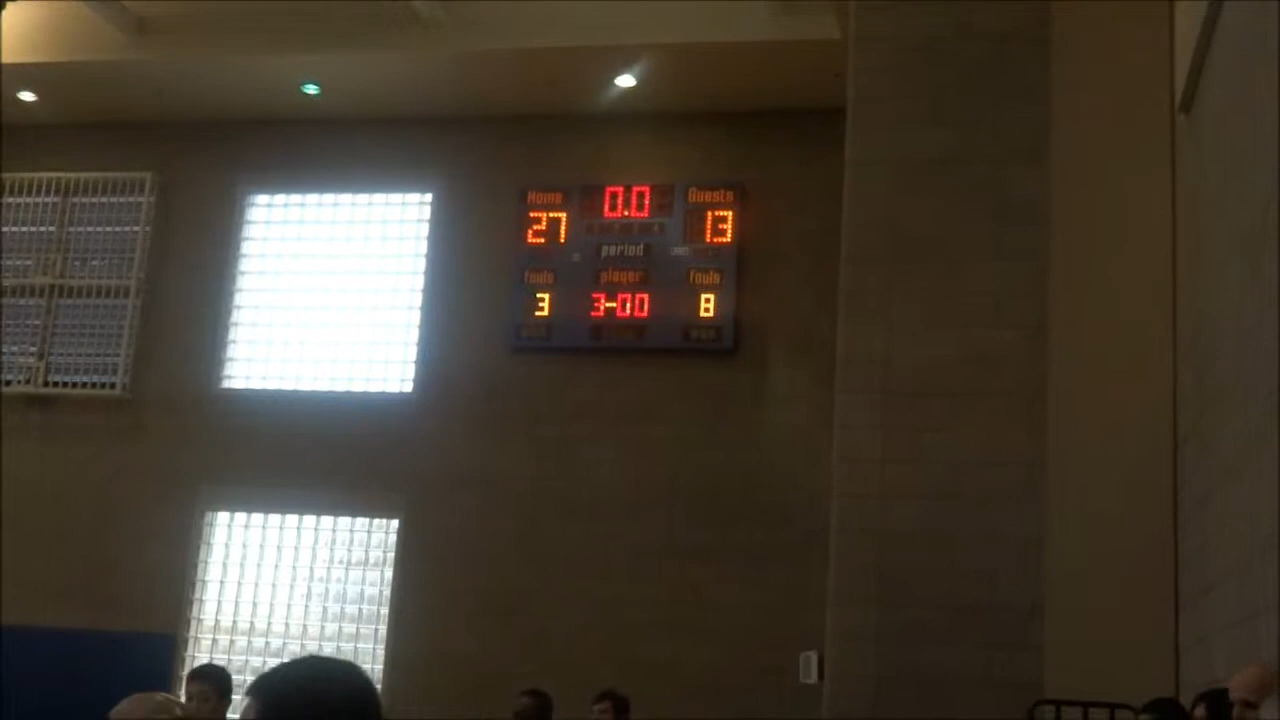 Home 0.0 Guests
27 13
period
fouls player fouls
3 3-00 8